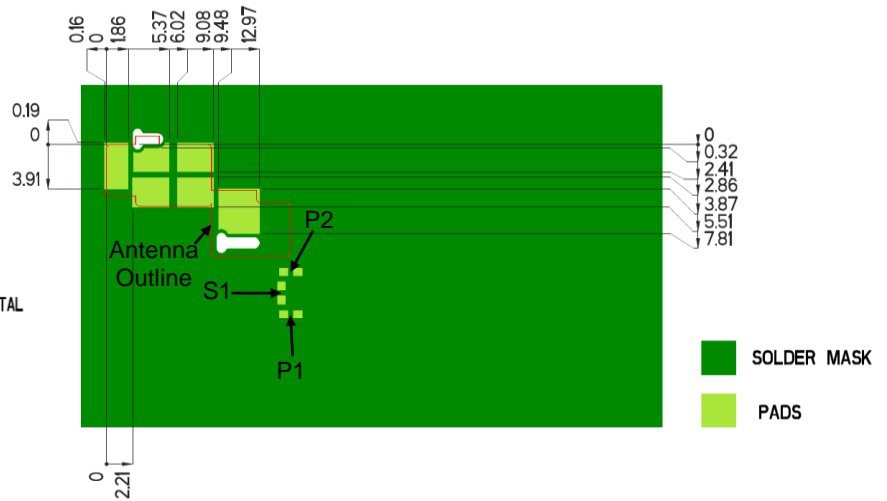 0.16
0
1.86
5.37
6.02
9.08
9.48
12.97
0.19
0
3.91
0
0.32
2.41
2.86
3.87
5.51
7.81
P2
Antenna
Outline
S1
P1
TAL
SOLDER MASK
PADS
0
2.21